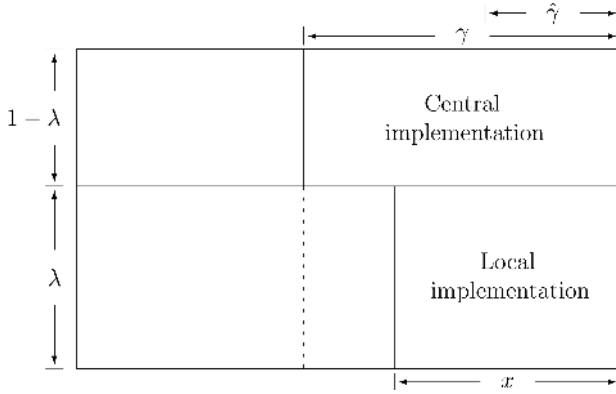 γ̂
γ
1 − λ
Central
implementation
λ
Local
implementation
x